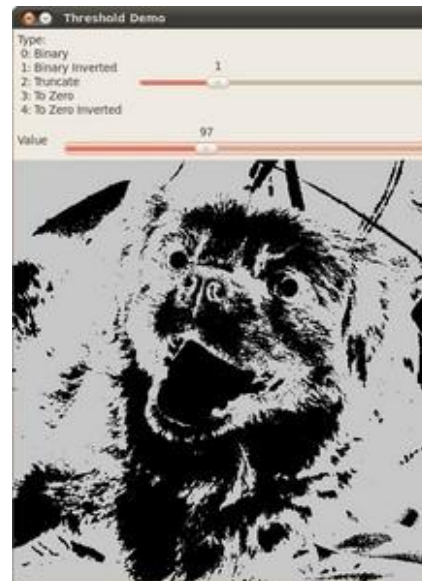 Threshold Demo
Type:
0: Binary
1: Binary Inverted
2: Truncate
3: To Zero
4: To Zero Inverted
1
Value
97